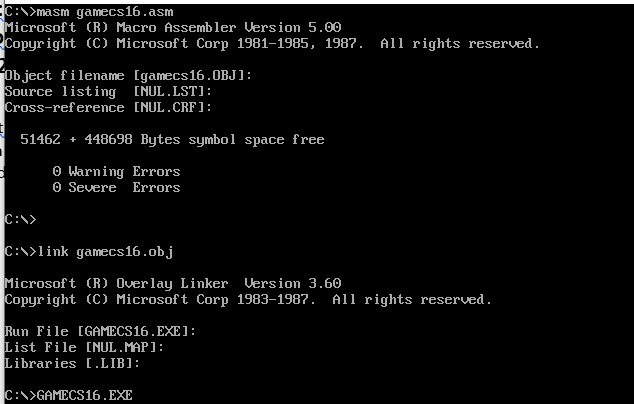 C:\>masm gamecs16.asm
Microsoft (R) Macro Assembler Version 5.00
Copyright (C) Microsoft Corp 1981-1985, 1987.  All rights reserved.
Object filename [gamecs16.OBJ]:
Source listing  [NUL.LST]:
Cross-reference [NUL.CRF]:
51462 + 448698 Bytes symbol space free
0 Warning Errors
0 Severe  Errors
C:\>
C:\>link gamecs16.obj
Microsoft (R) Overlay Linker  Version 3.60
Copyright (C) Microsoft Corp 1983-1987.  All rights reserved.
Run File [GAMECS16.EXE]:
List File [NUL.MAP]:
Libraries [.LIB]:
C:\>GAMECS16.EXE